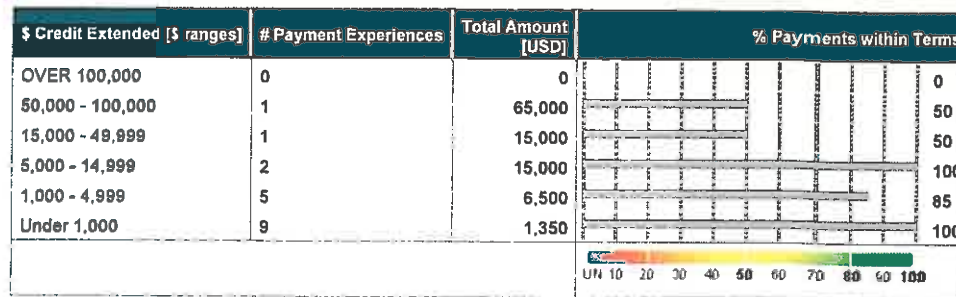 $ Credit Extended [$ ranges] # Payment Experiences Total Amount [USD] % Payments within Terms
OVER 100,000 0 0 0
50,000 - 100,000 1 65,000 50
15,000 - 49,999 1 15,000 50
5,000 - 14,999 2 15,000 100
1,000 - 4,999 5 6,500 85
Under 1,000 9 1,350 100
UN 10 20 30 40 50 60 70 80 90 100